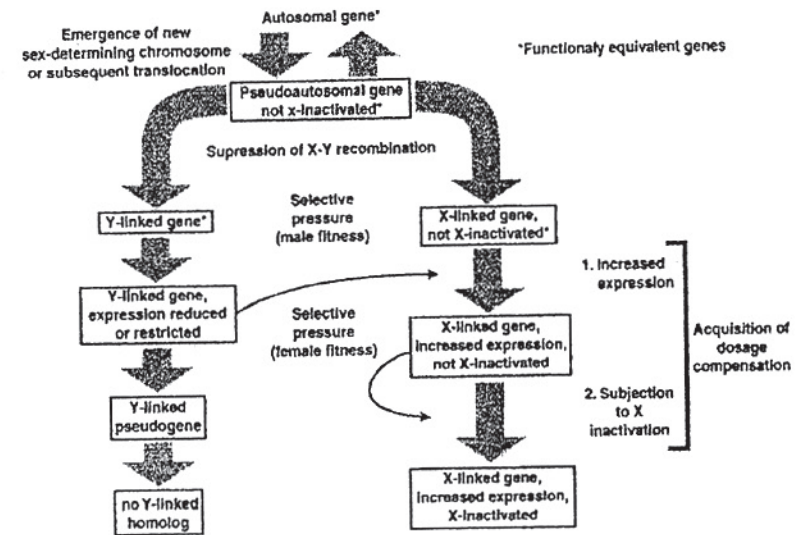 Autosomal gene*
Emergence of new
sex-determining chromosome
or subsequent translocation
*Functionaly equivalent genes
Pseudoautosomal gene
not x-Inactivated*
Supression of X-Y recombination
Y-linked gene*
Selective
pressure
(male fitness)
X-linked gene,
not X-inactivated*
1. Increased
expression
Y-linked gene,
expression reduced
or restricted
Selective
pressure
(female fitness)
X-linked gene,
increased expression,
not X-inactivated
Acquisition of
dosage
compensation
2. Subjection
to X
inactivation
Y-linked
pseudogene
no Y-linked
homolog
X-linked gene,
increased expression,
X-inactivated